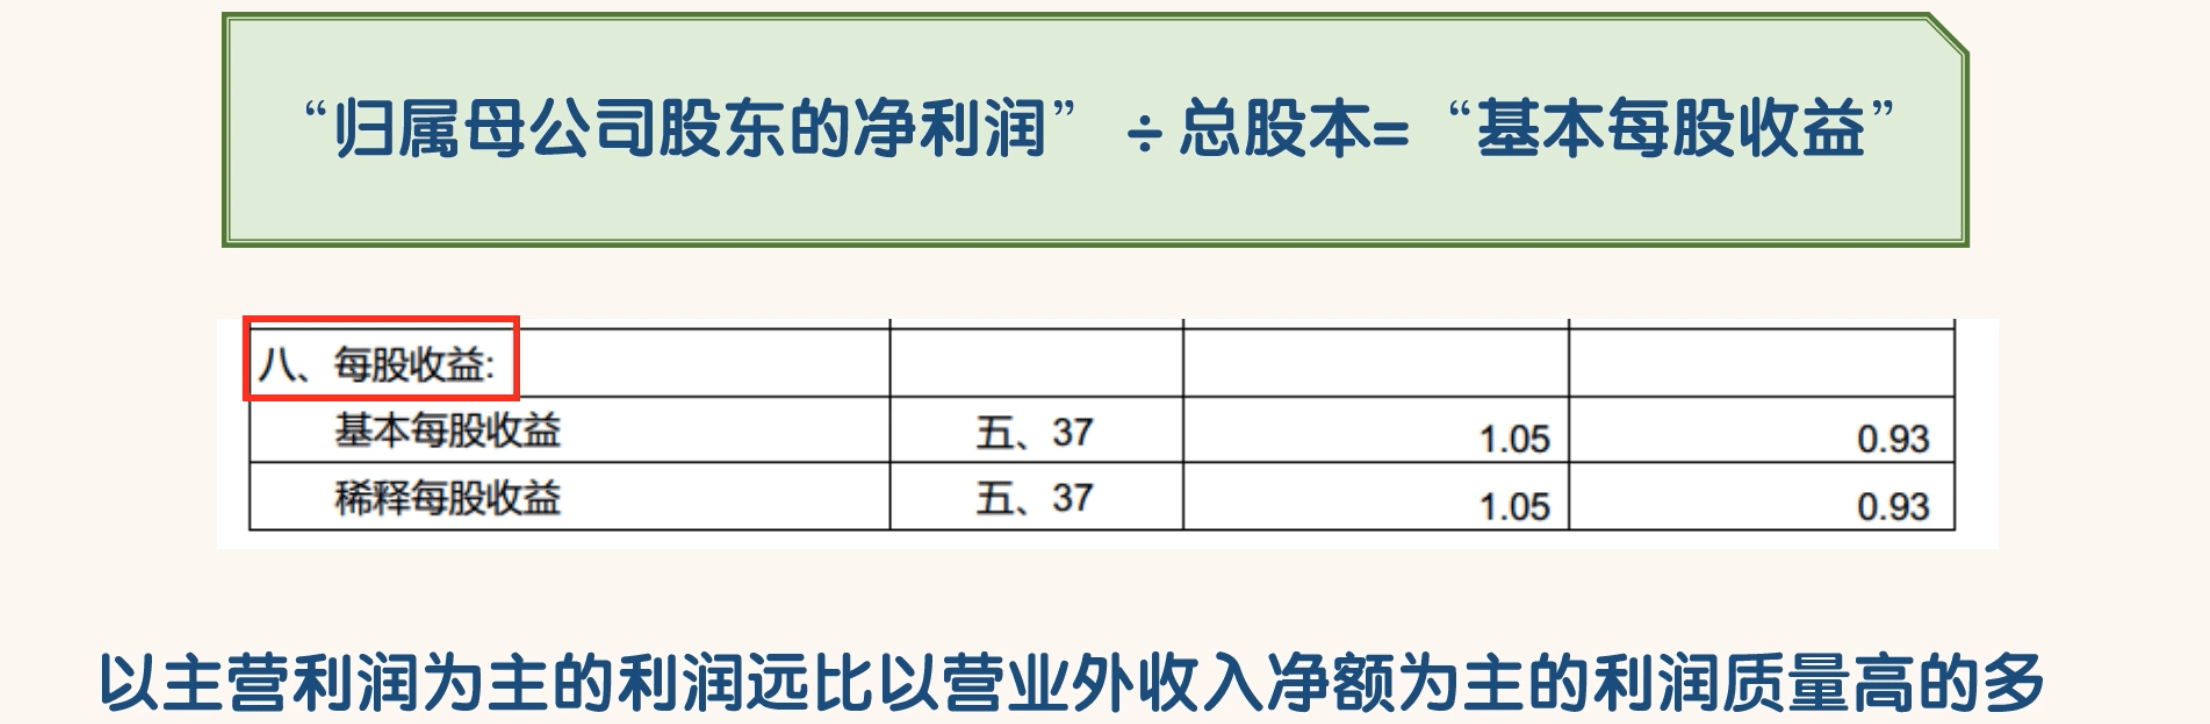 “归属母公司股东的净利润” ÷总股本= “基本每股收益”
八、每股收益:
基本每股收益 五、37 1.05 0.93
稀释每股收益 五、37 1.05 0.93
以主营利润为主的利润远比以营业外收入净额为主的利润质量高的多